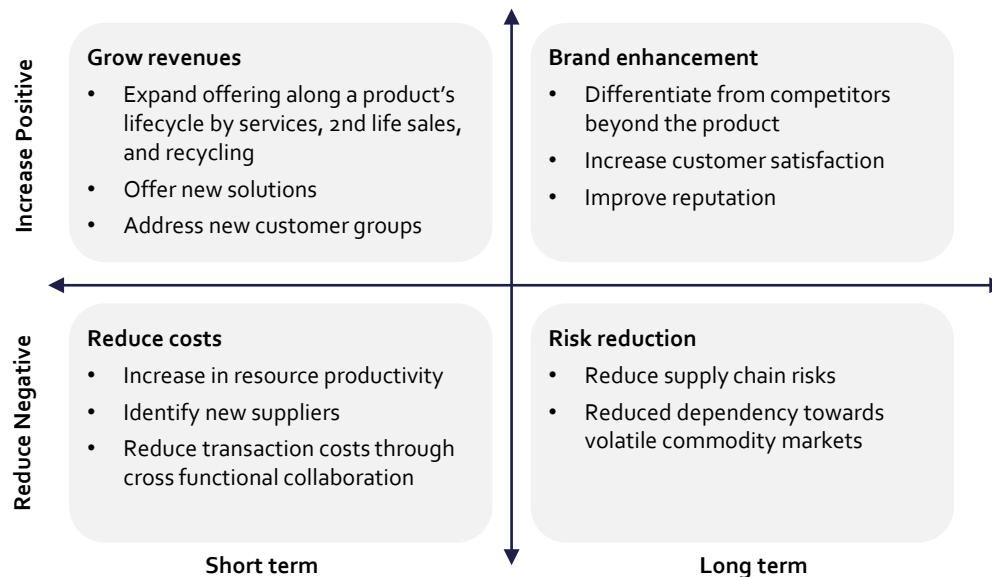 Increase Positive
Grow revenues
• Expand offering along a product's
lifecycle by services, 2nd life sales,
and recycling
• Offer new solutions
• Address new customer groups
Brand enhancement
• Differentiate from competitors
beyond the product
• Increase customer satisfaction
• Improve reputation
Reduce Negative
Reduce costs
• Increase in resource productivity
• Identify new suppliers
• Reduce transaction costs through
cross functional collaboration
Risk reduction
• Reduce supply chain risks
• Reduced dependency towards
volatile commodity markets
Short term
Long term